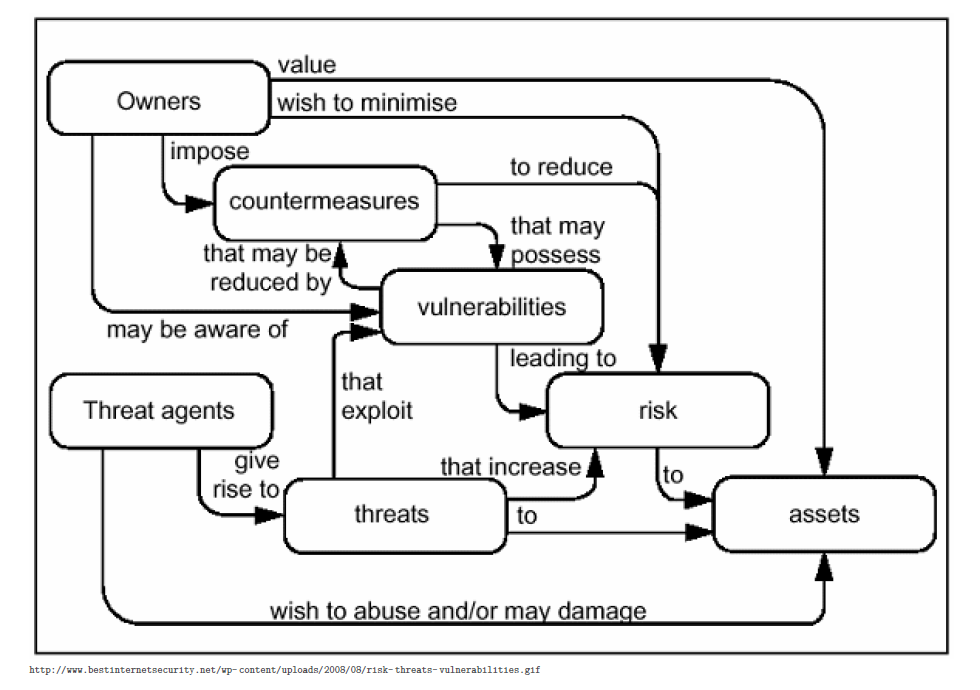 value
Owners
wish to minimise
impose
to reduce
countermeasures
that may
possess
that may be
reduced by
vulnerabilities
may be aware of
leading to
that
exploit
Threat agents
risk
give
rise to
that increase
to
threats
to
assets
wish to abuse and/or may damage
http://www.bestinternetsecurity.net/wp-content/uploads/2008/08/risk-threats-vulnerabilities.gif